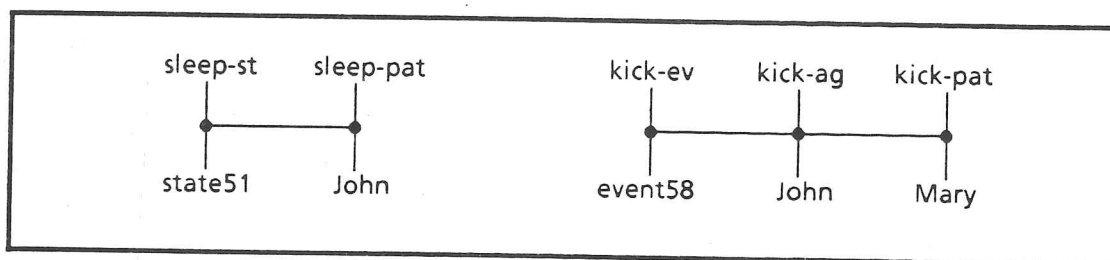 sleep-st sleep-pat kick-ev kick-ag kick-pat
state51 John event58 John Mary